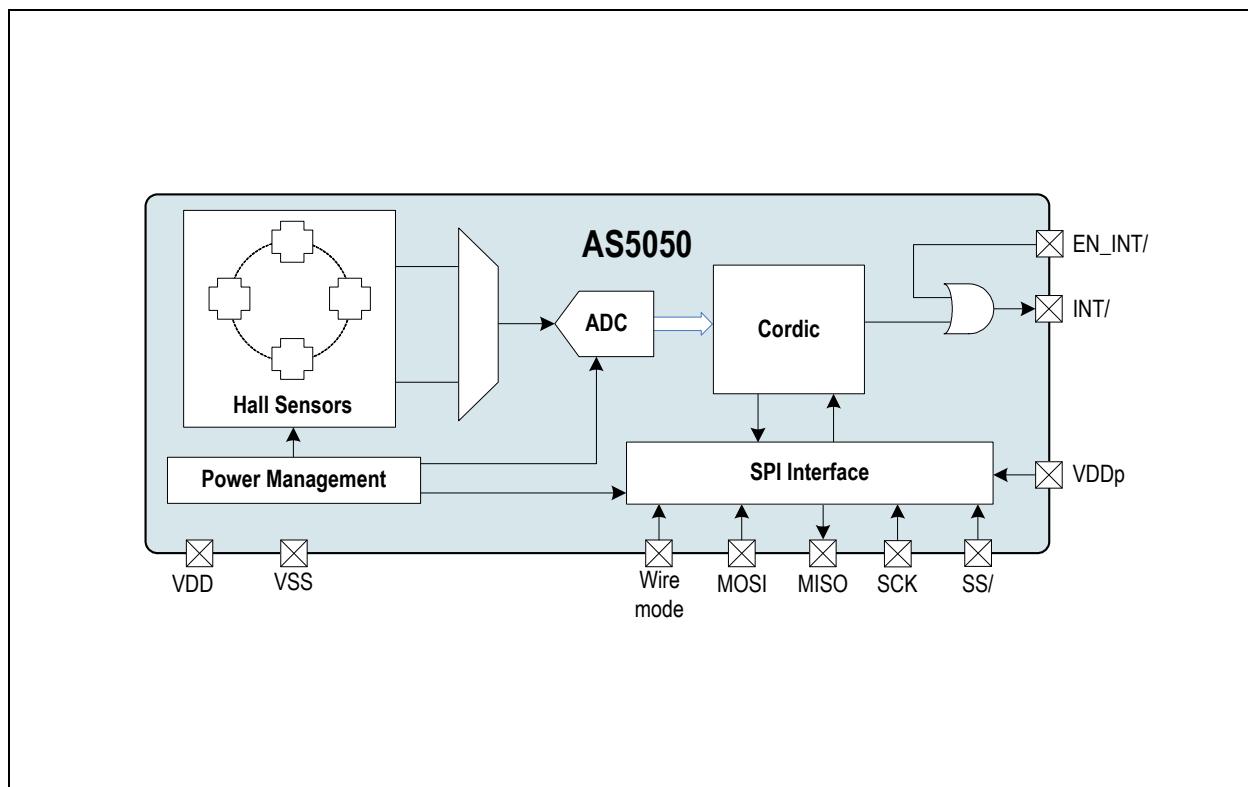 AS5050
EN_INT/
INT/
ADC
Cordic
Hall Sensors
Power Management
SPI Interface
VDDp
VDD
VSS
Wire
mode
MOSI
MISO
SCK
SS/